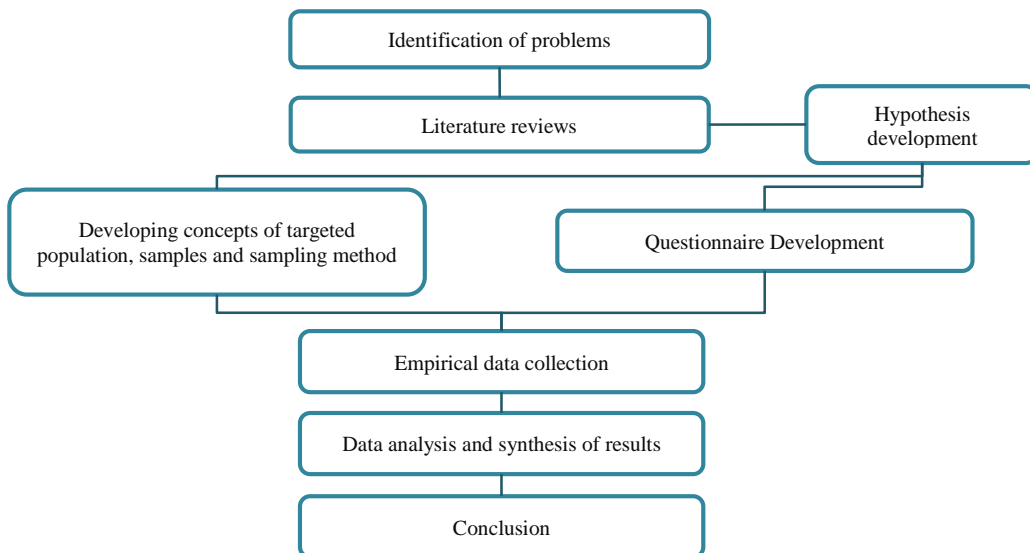 Identification of problems
Literature reviews
Hypothesis
development
Developing concepts of targeted
population, samples and sampling method
Questionnaire Development
Empirical data collection
Data analysis and synthesis of results
Conclusion